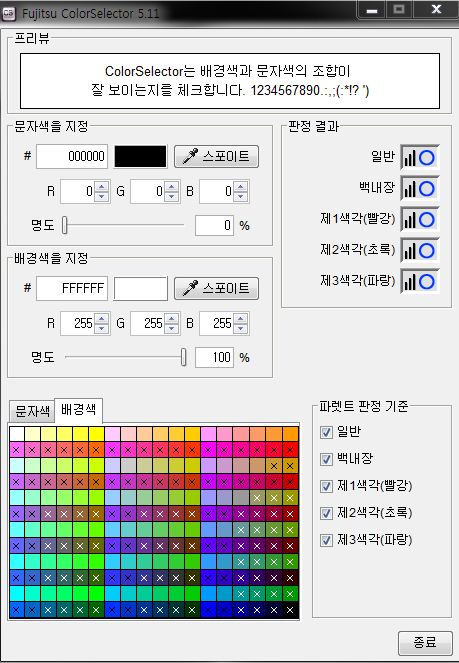 CS Fujitsu ColorSelector 5.11
프리뷰
ColorSelector는 배경색과 문자색의 조합이
잘 보이는지를 체크합니다. 1234567890.:,;(:*!? ')
문자색을 지정
# 000000 스포이트
R 0 G 0 B 0
명도 0 %
판정 결과
일반
백내장
제1색각(빨강)
제2색각(초록)
제3색각(파랑)
배경색을 지정
# FFFFFF 스포이트
R 255 G 255 B 255
명도 100 %
문자색 배경색
파렛트 판정 기준
일반
백내장
제1색각(빨강)
제2색각(초록)
제3색각(파랑)
종료